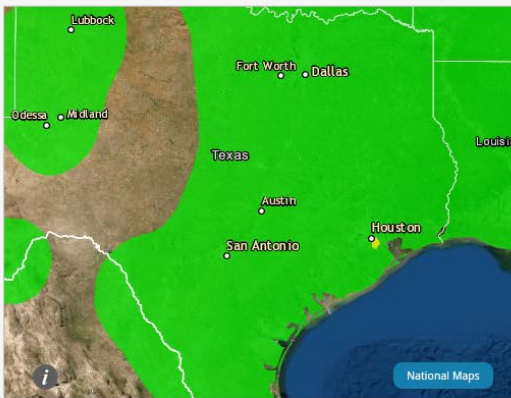 Lubbock
Fort Worth
Dallas
Odessa
Midland
Texas
Louisi
Austin
Houston
San Antonio
i
National Maps